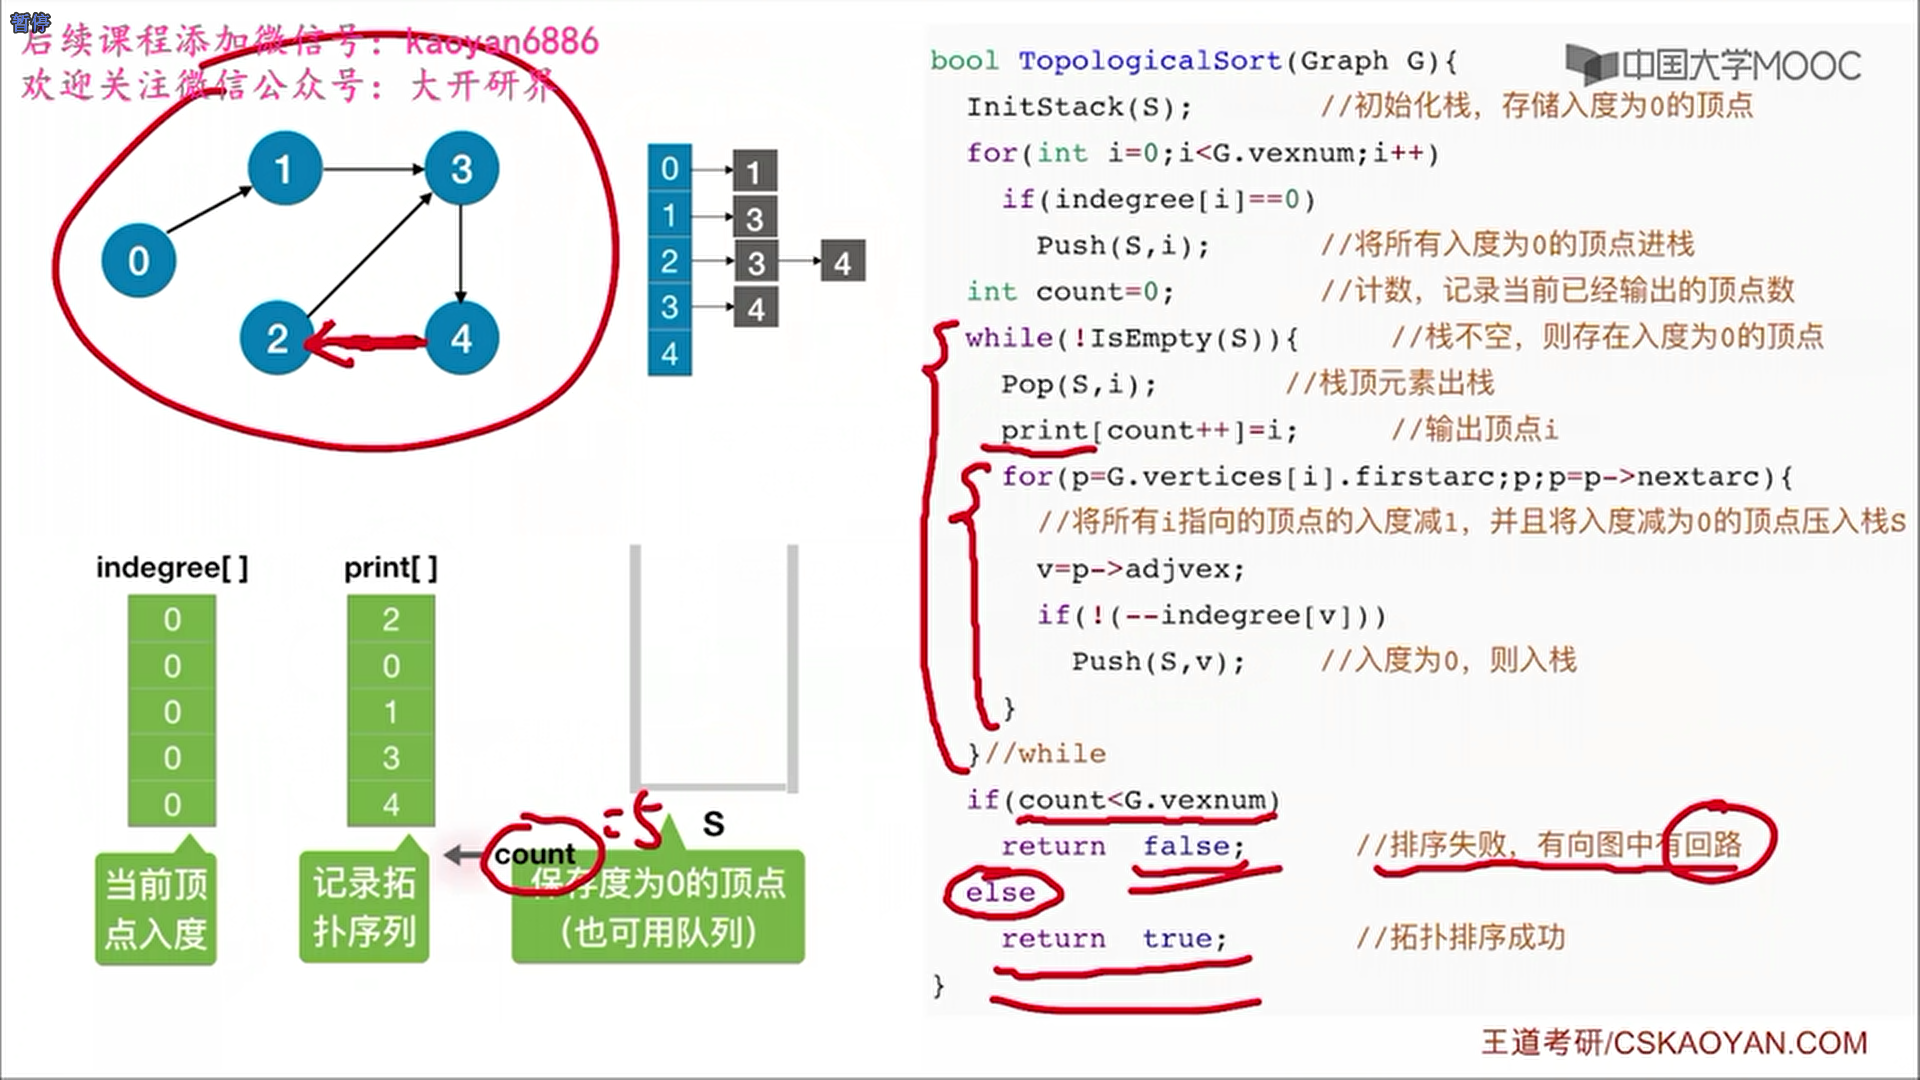 暂停
后续课程添加微信号：kaoyan6886
欢迎关注微信公众号：大开研界
1
3
0
2
4
0 1
1 3
2 3 4
3 4
4
indegree[ ]
0
0
0
0
0
当前顶
点入度
print[ ]
2
0
1
3
4
记录拓
扑序列
count =5
S
保存度为0的顶点
（也可用队列）
中国大学MOOC
bool TopologicalSort(Graph G){
InitStack(S); //初始化栈，存储入度为0的顶点
for(int i=0;i<G.vexnum;i++)
if(indegree[i]==0)
Push(S,i); //将所有入度为0的顶点进栈
int count=0; //计数，记录当前已经输出的顶点数
while(!IsEmpty(S)){ //栈不空，则存在入度为0的顶点
Pop(S,i); //栈顶元素出栈
print[count++]=i; //输出顶点i
for(p=G.vertices[i].firstarc;p;p=p->nextarc){
//将所有i指向的顶点的入度减1，并且将入度减为0的顶点压入栈S
v=p->adjvex;
if(!(--indegree[v]))
Push(S,v); //入度为0，则入栈
}
}//while
if(count<G.vexnum)
return false; //排序失败，有向图中有回路
else
return true; //拓扑排序成功
}
王道考研/CSKAOYAN.COM